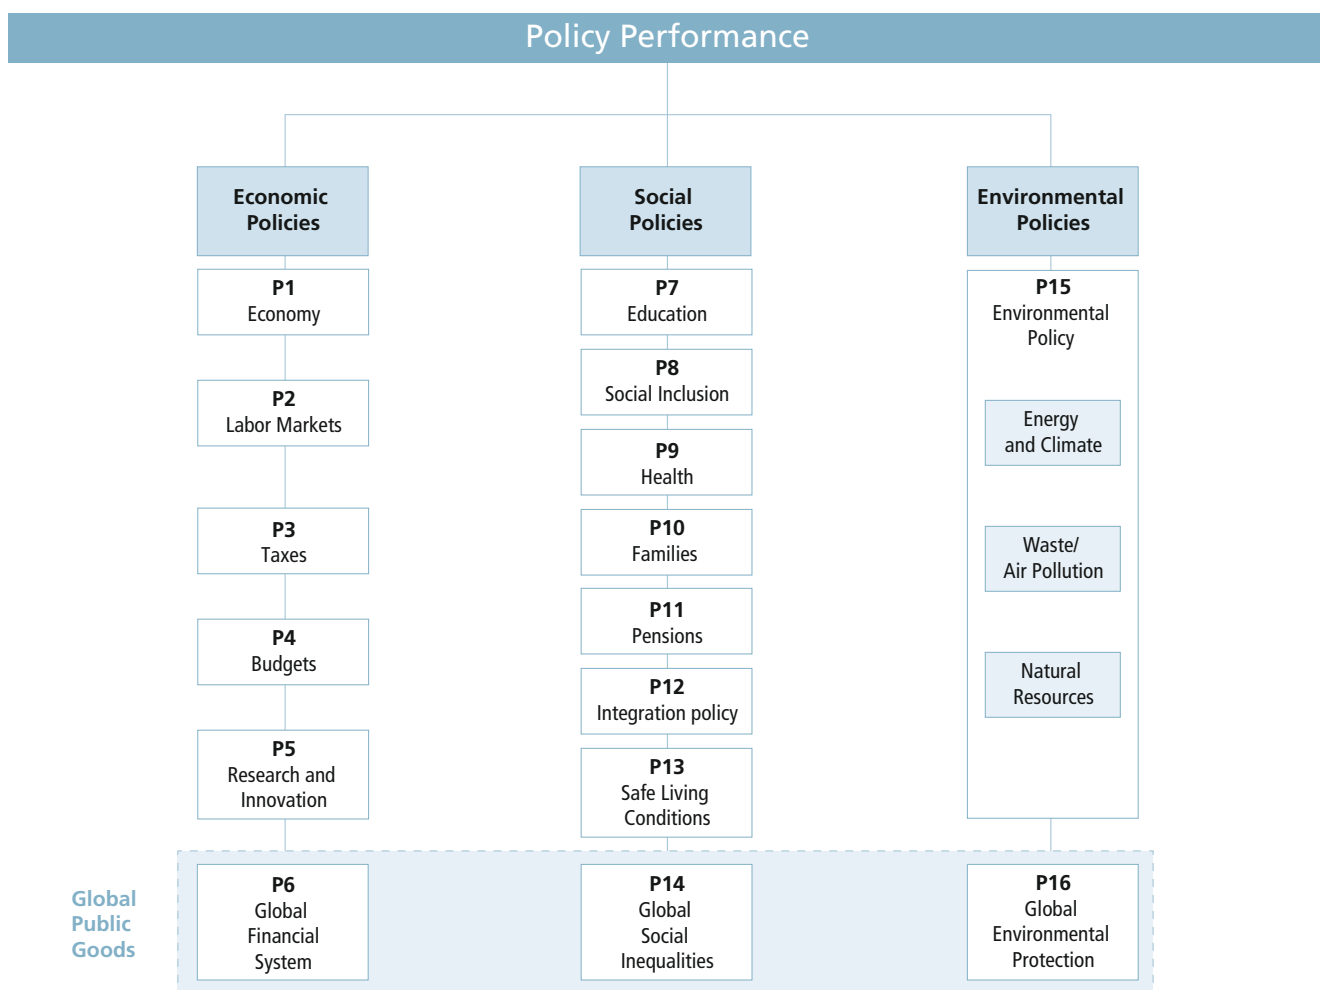 Policy Performance
Economic
Policies
P1
Economy
P2
Labor Markets
P3
Taxes
P4
Budgets
P5
Research and
Innovation
Social
Policies
P7
Education
P8
Social Inclusion
P9
Health
P10
Families
P11
Pensions
P12
Integration policy
P13
Safe Living
Conditions
Environmental
Policies
P15
Environmental
Policy
Energy
and Climate
Waste/
Air Pollution
Natural
Resources
Global
Public
Goods
P6
Global
Financial
System
P14
Global
Social
Inequalities
P16
Global
Environmental
Protection